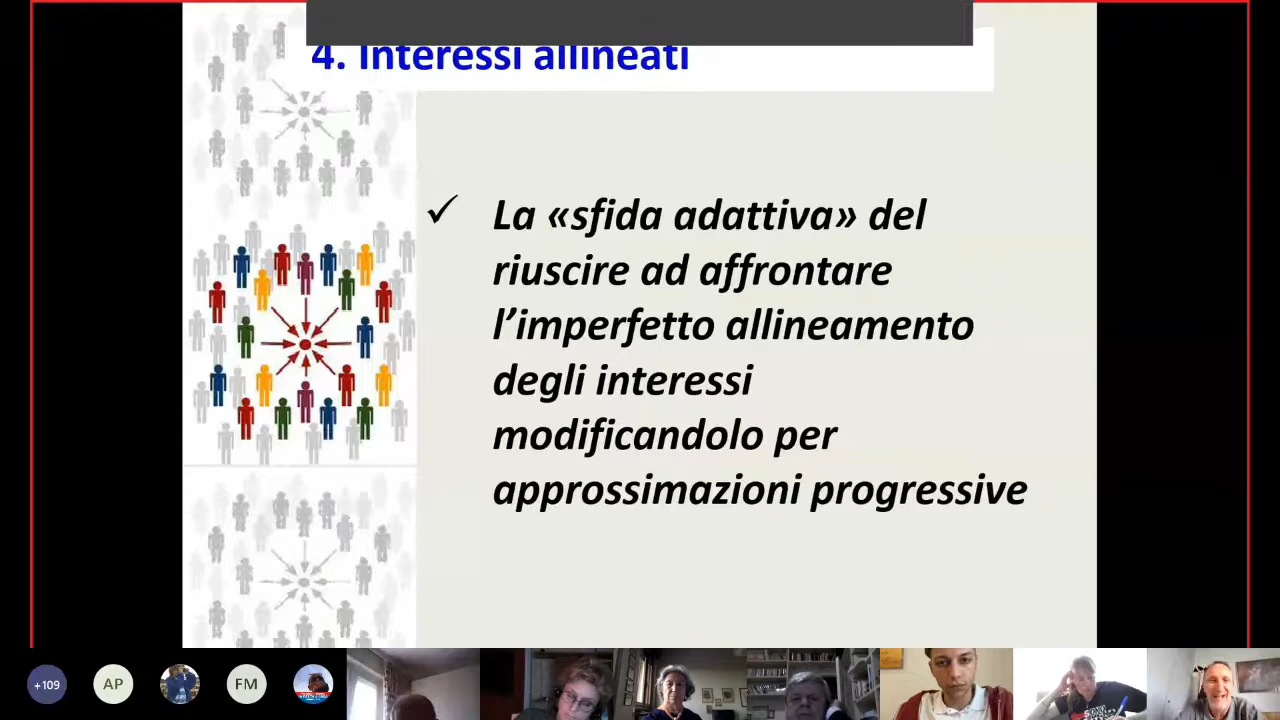 4. Interessi allineati
✓ La «sfida adattiva» del
riuscire ad affrontare
l’imperfetto allineamento
degli interessi
modificandolo per
approssimazioni progressive
+109
AP
FM